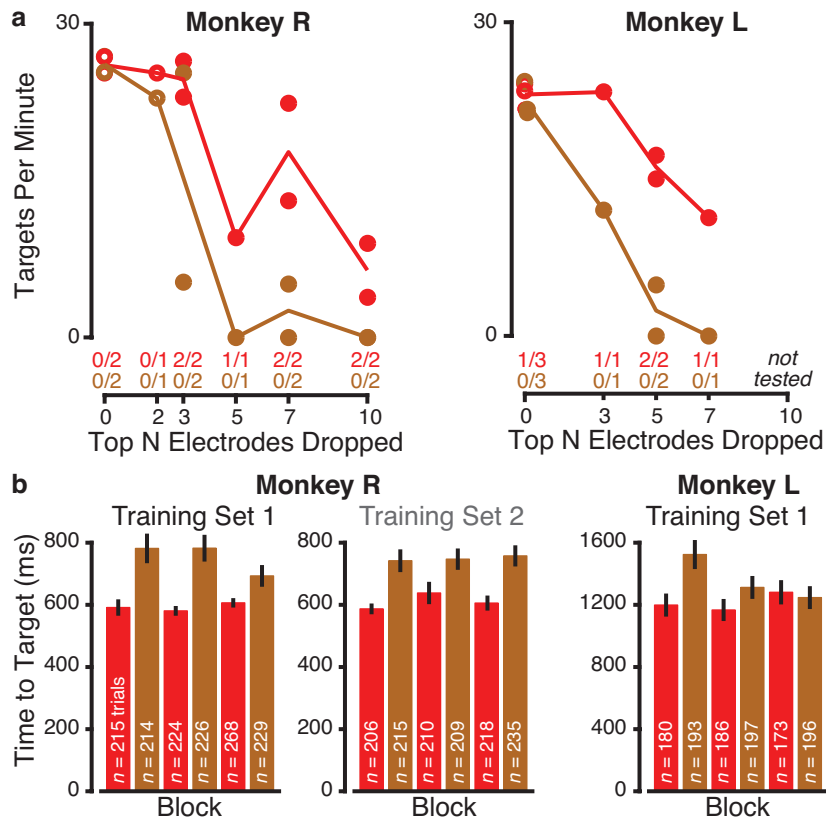 a
Monkey R
Monkey L
Targets Per Minute
30
0
0/2 0/1 2/2 1/1 2/2 2/2
0/2 0/1 0/2 0/1 0/2 0/2
0 2 3 5 7 10
Top N Electrodes Dropped
30
0
1/3 1/1 2/2 1/1 not
0/3 0/1 0/2 0/1 tested
0 3 5 7 10
Top N Electrodes Dropped
b
Monkey R
Monkey L
Training Set 1
Training Set 2
Training Set 1
Time to Target (ms)
800
600
400
200
0
n = 215 trials
n = 214
n = 224
n = 226
n = 268
n = 229
Block
800
600
400
200
0
n = 206
n = 215
n = 210
n = 209
n = 218
n = 235
Block
1600
1200
800
400
0
n = 180
n = 193
n = 186
n = 197
n = 173
n = 196
Block